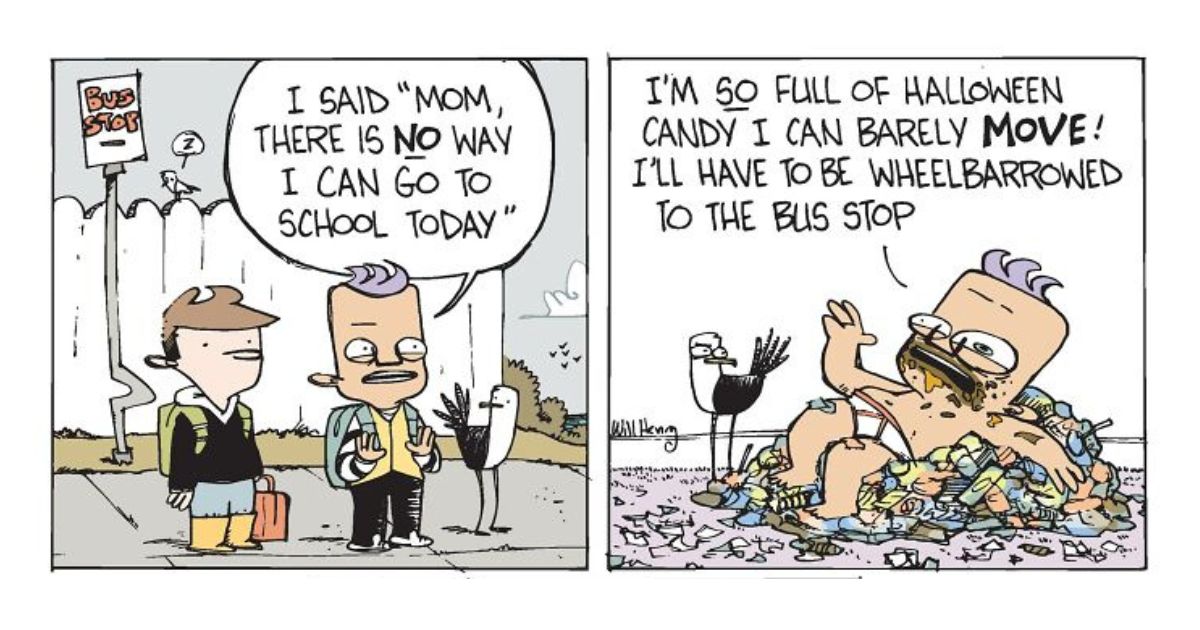 BUS
STOP
Z
I SAID "MOM,
THERE IS NO WAY
I CAN GO TO
SCHOOL TODAY"
I'M SO FULL OF HALLOWEEN
CANDY I CAN BARELY MOVE!
I'LL HAVE TO BE WHEELBARROWED
TO THE BUS STOP
Will Henry